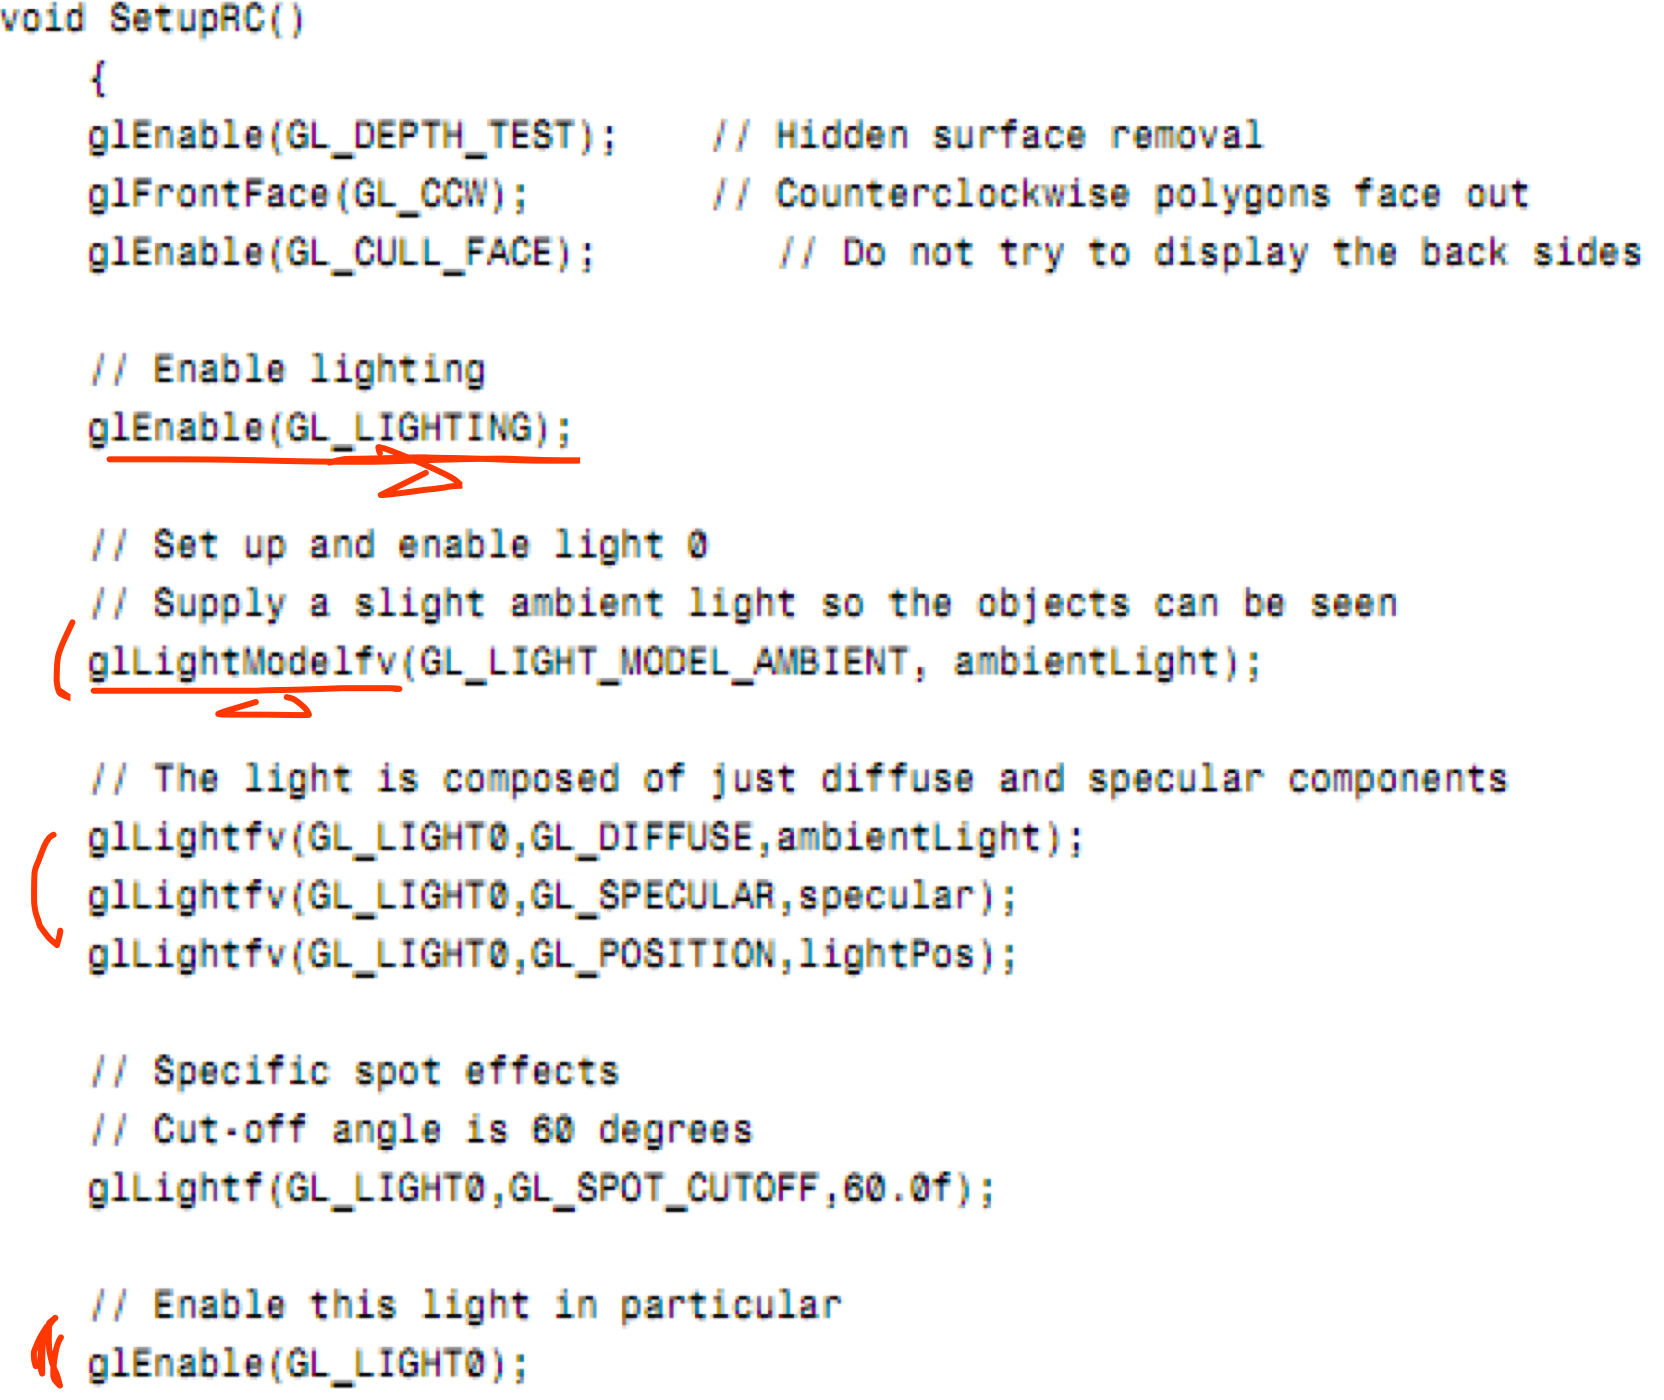 void SetupRC()
{
glEnable(GL_DEPTH_TEST); // Hidden surface removal
glFrontFace(GL_CCW); // Counterclockwise polygons face out
glEnable(GL_CULL_FACE); // Do not try to display the back sides
// Enable lighting
glEnable(GL_LIGHTING);
// Set up and enable light 0
// Supply a slight ambient light so the objects can be seen
glLightModelfv(GL_LIGHT_MODEL_AMBIENT, ambientLight);
// The light is composed of just diffuse and specular components
glLightfv(GL_LIGHT0,GL_DIFFUSE,ambientLight);
glLightfv(GL_LIGHT0,GL_SPECULAR,specular);
glLightfv(GL_LIGHT0,GL_POSITION,lightPos);
// Specific spot effects
// Cut-off angle is 60 degrees
glLightf(GL_LIGHT0,GL_SPOT_CUTOFF,60.0f);
// Enable this light in particular
glEnable(GL_LIGHT0);